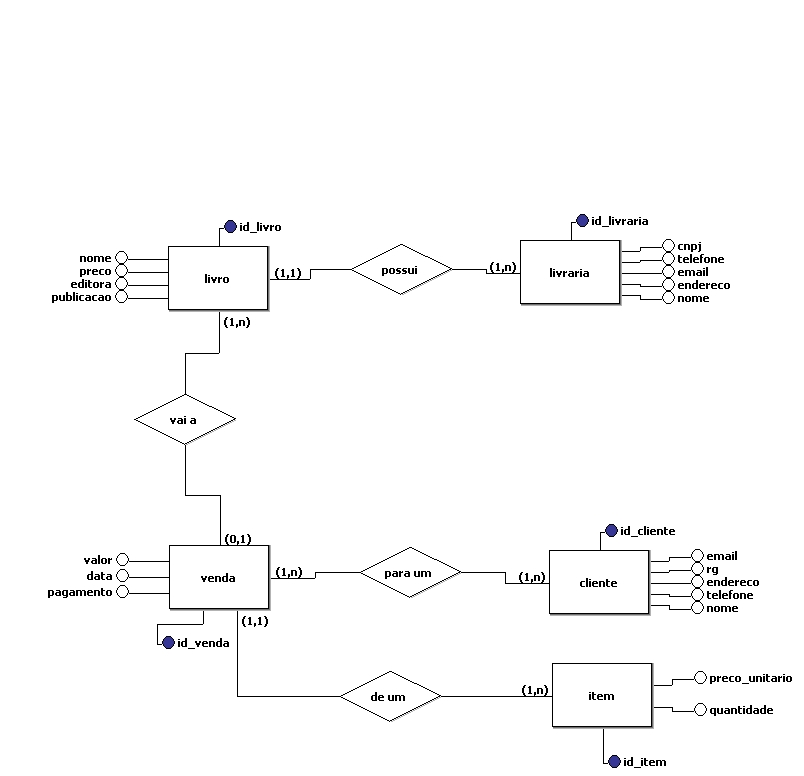 id_livro
id_livraria
nome
preco
editora
publicacao
livro
(1,1)
possui
(1,n)
livraria
cnpj
telefone
email
endereco
nome
(1,n)
vai a
(0,1)
id_cliente
valor
data
pagamento
venda
(1,n)
para um
(1,n)
cliente
email
rg
endereco
telefone
nome
(1,1)
id_venda
de um
(1,n)
item
preco_unitario
quantidade
id_item